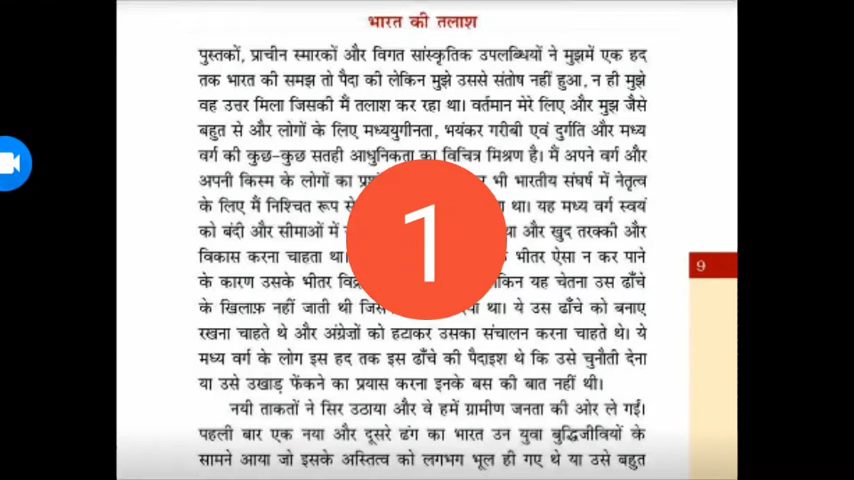 भारत की तलाश
पुस्तकों, प्राचीन स्मारकों और विगत सांस्कृतिक उपलब्धियों ने मुझमें एक हद
तक भारत की समझ तो पैदा की लेकिन मुझे उससे संतोष नहीं हुआ, न ही मुझे
वह उत्तर मिला जिसकी मैं तलाश कर रहा था। वर्तमान मेरे लिए और मुझ जैसे
बहुत से और लोगों के लिए मध्ययुगीनता, भयंकर गरीबी एवं दुर्गति और मध्य
वर्ग की कुछ-कुछ सतही आधुनिकता का विचित्र मिश्रण है। मैं अपने वर्ग और
अपनी किस्म के लोगों का भी भारतीय संघर्ष में नेतृत्व
के लिए मैं निश्चित रूप था। यह मध्य वर्ग स्वयं
को बंदी और सीमाओं में और खुद तरक्की और
विकास करना चाहता था। भीतर ऐसा न कर पाने
के कारण उसके भीतर यह चेतना उस ढाँचे
के खिलाफ़ नहीं जाती थी था। ये उस ढाँचे को बनाए
रखना चाहते थे और अंग्रेज़ों को हटाकर उसका संचालन करना चाहते थे। ये
मध्य वर्ग के लोग इस हद तक इस ढाँचे की पैदाइश थे कि उसे चुनौती देना
या उसे उखाड़ फेंकने का प्रयास करना इनके बस की बात नहीं थी।
नयी ताकतों ने सिर उठाया और वे हमें ग्रामीण जनता की ओर ले गईं।
पहली बार एक नया और दूसरे ढंग का भारत उन युवा बुद्धिजीवियों के
सामने आया जो इसके अस्तित्व को लगभग भूल ही गए थे या उसे बहुत
9
1